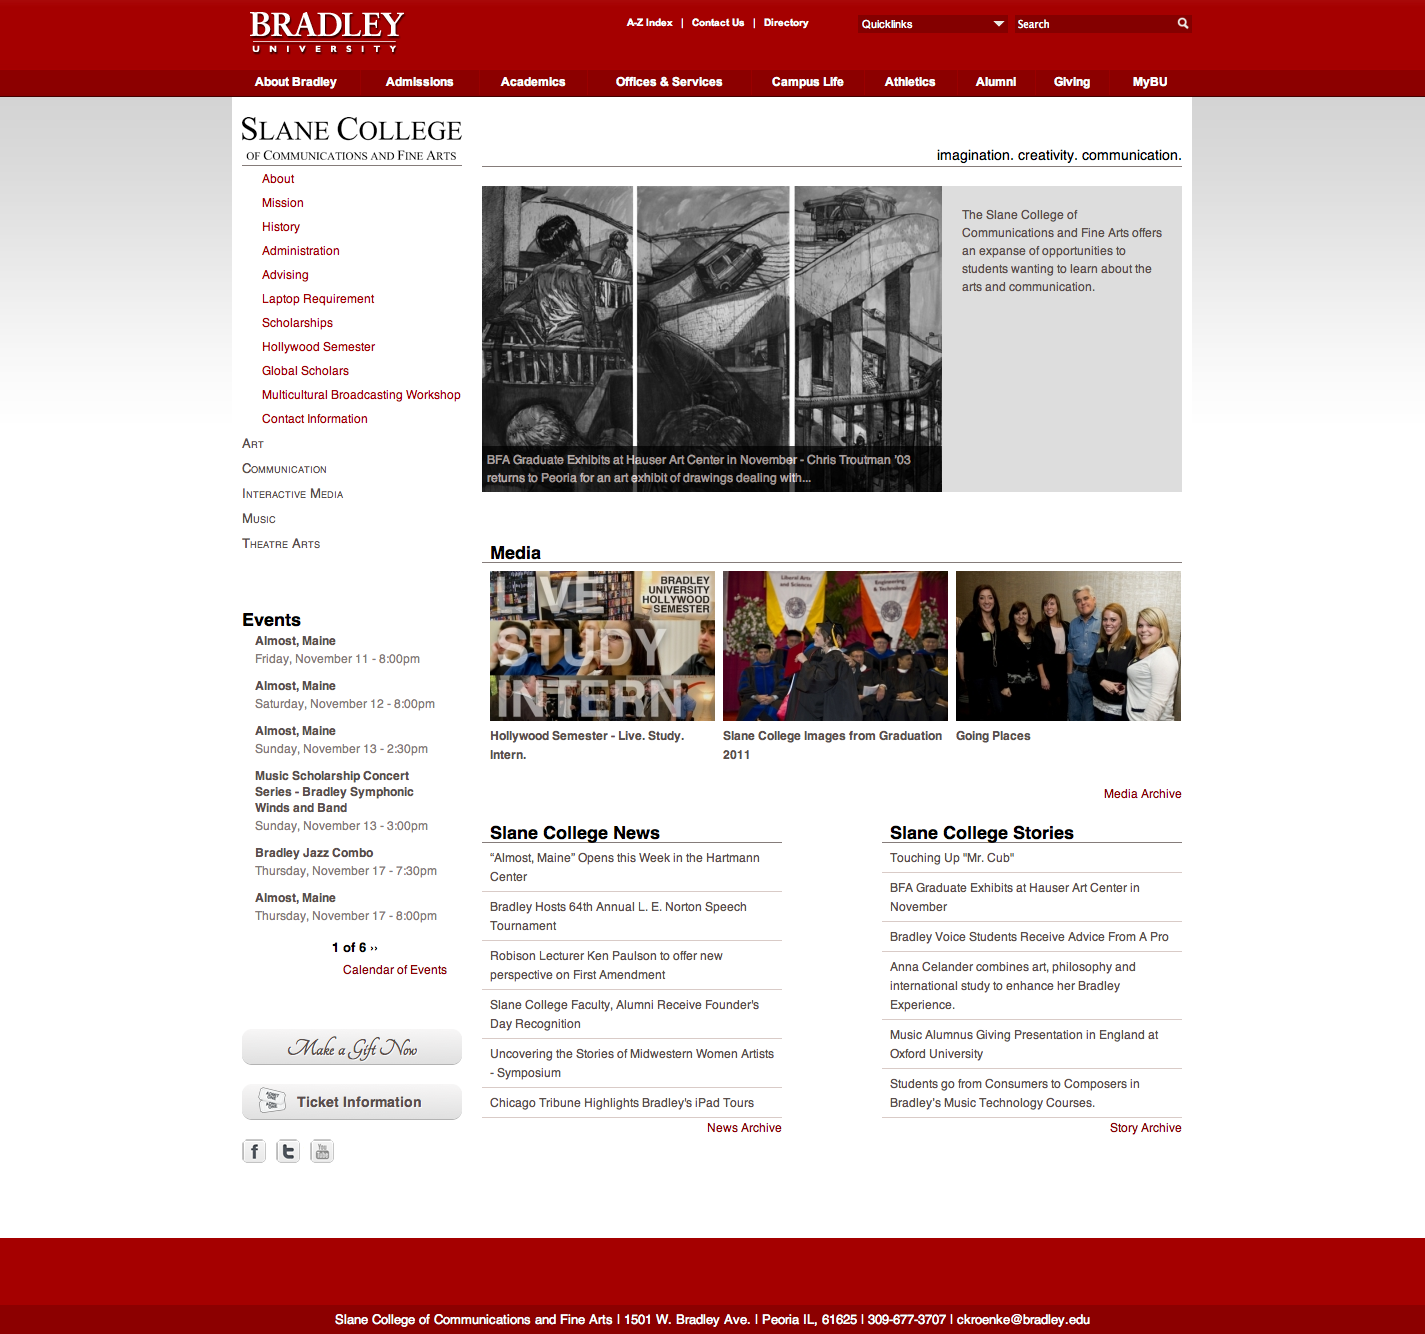 BRADLEY
UNIVERSITY
A-Z Index | Contact Us | Directory
Quicklinks
Search
About Bradley
Admissions
Academics
Offices & Services
Campus Life
Athletics
Alumni
Giving
MyBU
SLANE COLLEGE
OF COMMUNICATIONS AND FINE ARTS
imagination. creativity. communication.
About
Mission
History
Administration
Advising
Laptop Requirement
Scholarships
Hollywood Semester
Global Scholars
Multicultural Broadcasting Workshop
Contact Information
ART
COMMUNICATION
INTERACTIVE MEDIA
MUSIC
THEATRE ARTS
BFA Graduate Exhibits at Hauser Art Center in November - Chris Troutman '03
returns to Peoria for an art exhibit of drawings dealing with...
The Slane College of
Communications and Fine Arts offers
an expanse of opportunities to
students wanting to learn about the
arts and communication.
Events
Almost, Maine
Friday, November 11 - 8:00pm
Almost, Maine
Saturday, November 12 - 8:00pm
Almost, Maine
Sunday, November 13 - 2:30pm
Music Scholarship Concert
Series - Bradley Symphonic
Winds and Band
Sunday, November 13 - 3:00pm
Bradley Jazz Combo
Thursday, November 17 - 7:30pm
Almost, Maine
Thursday, November 17 - 8:00pm
1 of 6 ››
Calendar of Events
Make a Gift Now
Ticket Information
Media
LIVE
STUDY
INTERN
BRADLEY
UNIVERSITY
HOLLYWOOD
SEMESTER
Liberal Arts
and Sciences
Engineering
& Technology
Hollywood Semester - Live. Study.
Intern.
Slane College Images from Graduation
2011
Going Places
Media Archive
Slane College News
“Almost, Maine” Opens this Week in the Hartmann
Center
Bradley Hosts 64th Annual L. E. Norton Speech
Tournament
Robison Lecturer Ken Paulson to offer new
perspective on First Amendment
Slane College Faculty, Alumni Receive Founder's
Day Recognition
Uncovering the Stories of Midwestern Women Artists
- Symposium
Chicago Tribune Highlights Bradley's iPad Tours
News Archive
Slane College Stories
Touching Up "Mr. Cub"
BFA Graduate Exhibits at Hauser Art Center in
November
Bradley Voice Students Receive Advice From A Pro
Anna Celander combines art, philosophy and
international study to enhance her Bradley
Experience.
Music Alumnus Giving Presentation in England at
Oxford University
Students go from Consumers to Composers in
Bradley's Music Technology Courses.
Story Archive
f
t
You
Tube
Slane College of Communications and Fine Arts | 1501 W. Bradley Ave. | Peoria IL, 61625 | 309-677-3707 | ckroenke@bradley.edu